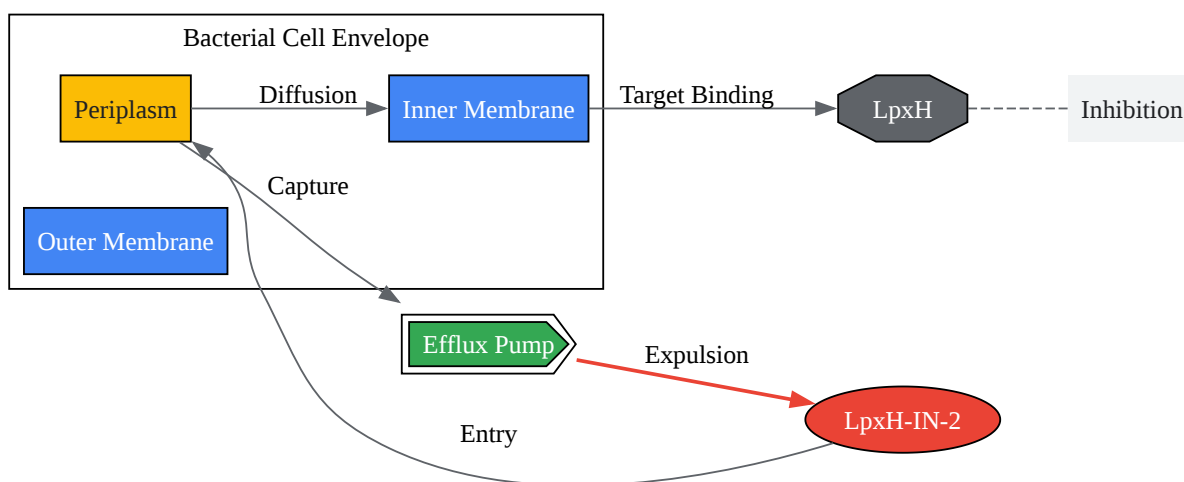 Bacterial Cell Envelope
Periplasm
Diffusion
Inner Membrane
Target Binding
LpxH
Inhibition
Capture
Outer Membrane
Efflux Pump
Expulsion
LpxH-IN-2
Entry